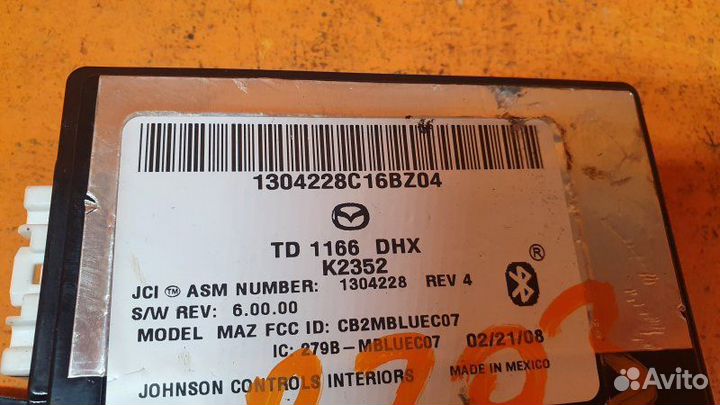 1304228C16BZ04
TD 1166 DHX
K2352
JCI TM ASM NUMBER: 1304228 REV 4
S/W REV: 6.00.00
®
MODEL MAZ FCC ID: CB2MBLUEC07
IC: 279B-MBLUEC07 02/21/08
JOHNSON CONTROLS INTERIORS MADE IN MEXICO
Avito